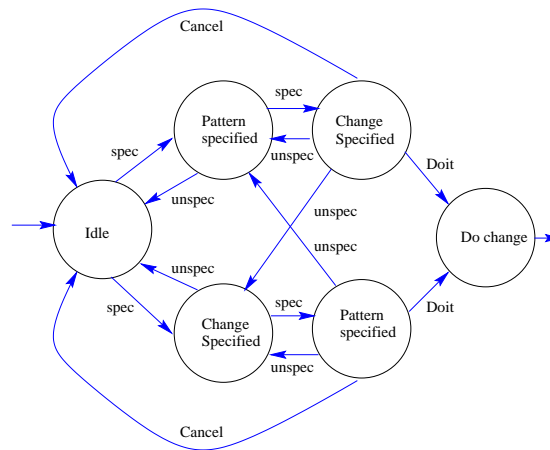 Cancel
spec
Pattern
specified
Change
Specified
unspec
spec
Doit
unspec
unspec
Idle
unspec
Do change
unspec
spec
spec
Change
Specified
Pattern
specified
Doit
unspec
Cancel